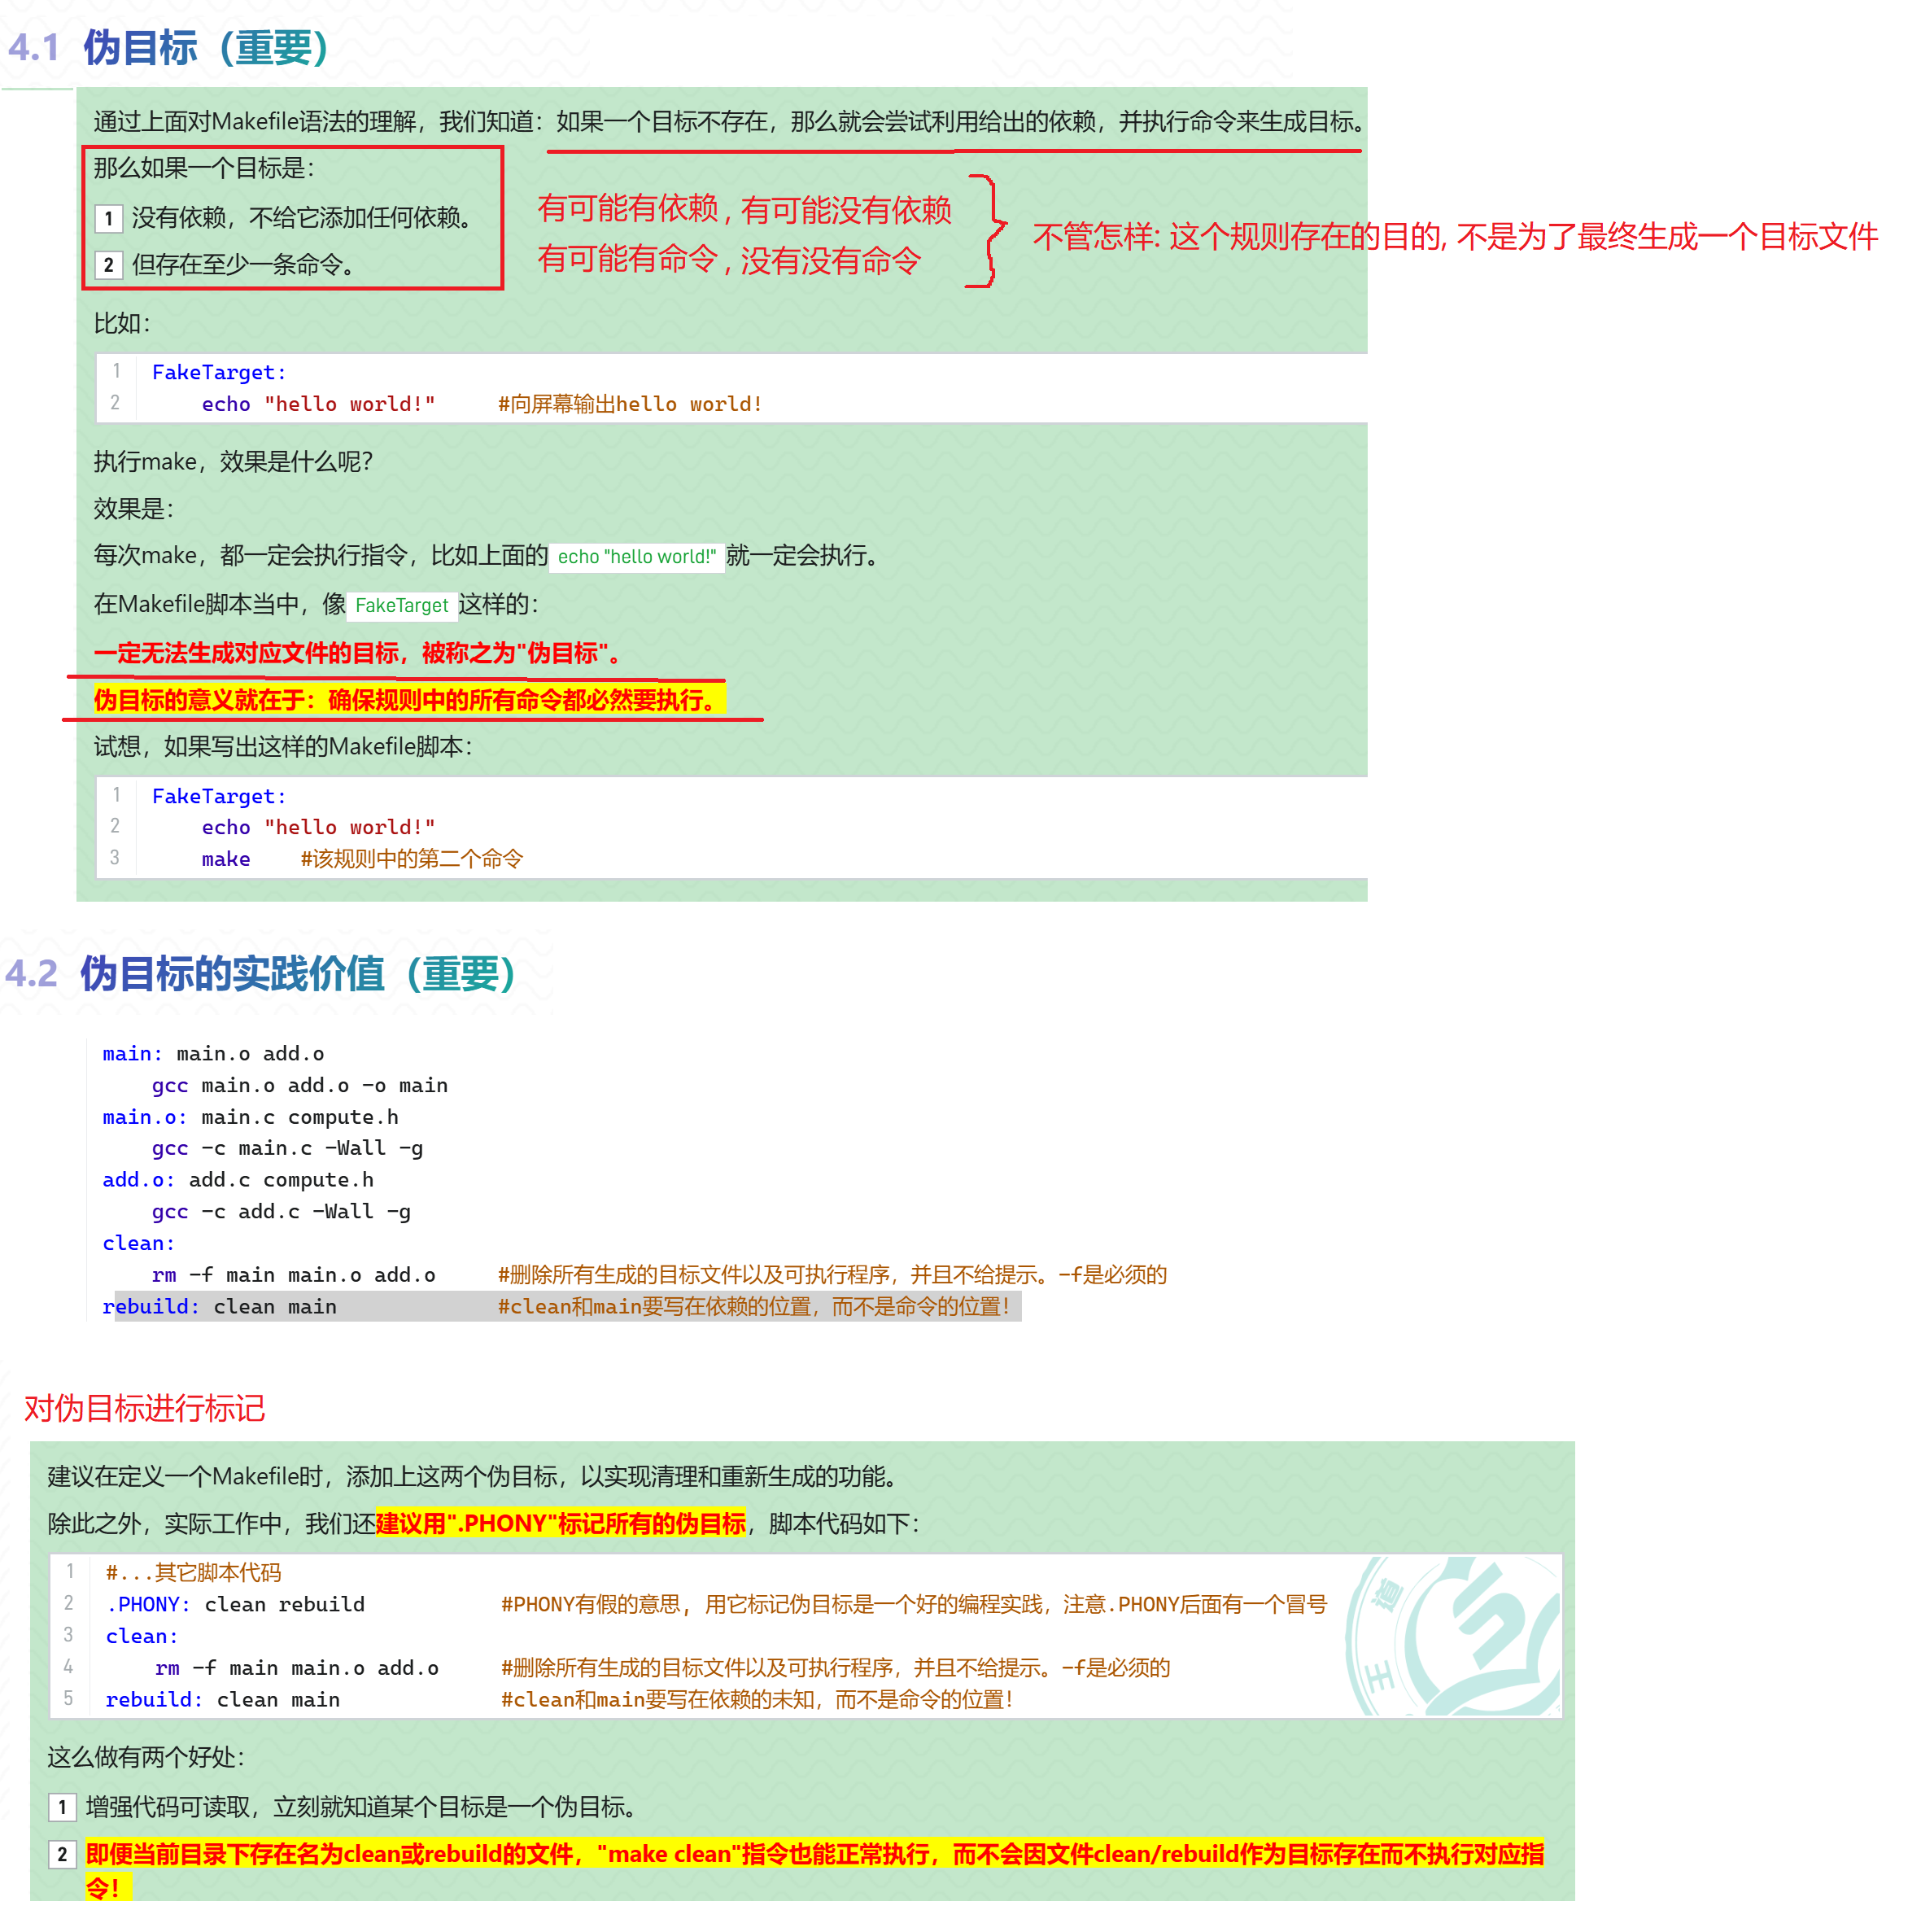 4.1 伪目标（重要）
通过上面对Makefile语法的理解，我们知道：如果一个目标不存在，那么就会尝试利用给出的依赖，并执行命令来生成目标。
那么如果一个目标是：
1 没有依赖，不给它添加任何依赖。
2 但存在至少一条命令。
有可能有依赖 , 有可能没有依赖
有可能有命令 , 没有没有命令
不管怎样: 这个规则存在的目的, 不是为了最终生成一个目标文件
比如：
1 FakeTarget:
2 echo "hello world!" #向屏幕输出hello world!
执行make，效果是什么呢？
效果是：
每次make，都一定会执行指令，比如上面的 echo "hello world!" 就一定会执行。
在Makefile脚本当中，像 FakeTarget 这样的：
一定无法生成对应文件的目标，被称之为"伪目标"。
伪目标的意义就在于：确保规则中的所有命令都必然要执行。
试想，如果写出这样的Makefile脚本：
1 FakeTarget:
2 echo "hello world!"
3 make #该规则中的第二个命令
4.2 伪目标的实践价值（重要）
main: main.o add.o
gcc main.o add.o -o main
main.o: main.c compute.h
gcc -c main.c -Wall -g
add.o: add.c compute.h
gcc -c add.c -Wall -g
clean:
rm -f main main.o add.o #删除所有生成的目标文件以及可执行程序，并且不给提示。-f是必须的
rebuild: clean main #clean和main要写在依赖的位置，而不是命令的位置！
对伪目标进行标记
建议在定义一个Makefile时，添加上这两个伪目标，以实现清理和重新生成的功能。
除此之外，实际工作中，我们还建议用".PHONY"标记所有的伪目标，脚本代码如下：
1 #...其它脚本代码
2 .PHONY: clean rebuild #PHONY有假的意思，用它标记伪目标是一个好的编程实践，注意.PHONY后面有一个冒号
3 clean:
4 rm -f main main.o add.o #删除所有生成的目标文件以及可执行程序，并且不给提示。-f是必须的
5 rebuild: clean main #clean和main要写在依赖的未知，而不是命令的位置！
王道
这么做有两个好处：
1 增强代码可读取，立刻就知道某个目标是一个伪目标。
2 即便当前目录下存在名为clean或rebuild的文件，"make clean"指令也能正常执行，而不会因文件clean/rebuild作为目标存在而不执行对应指
令！